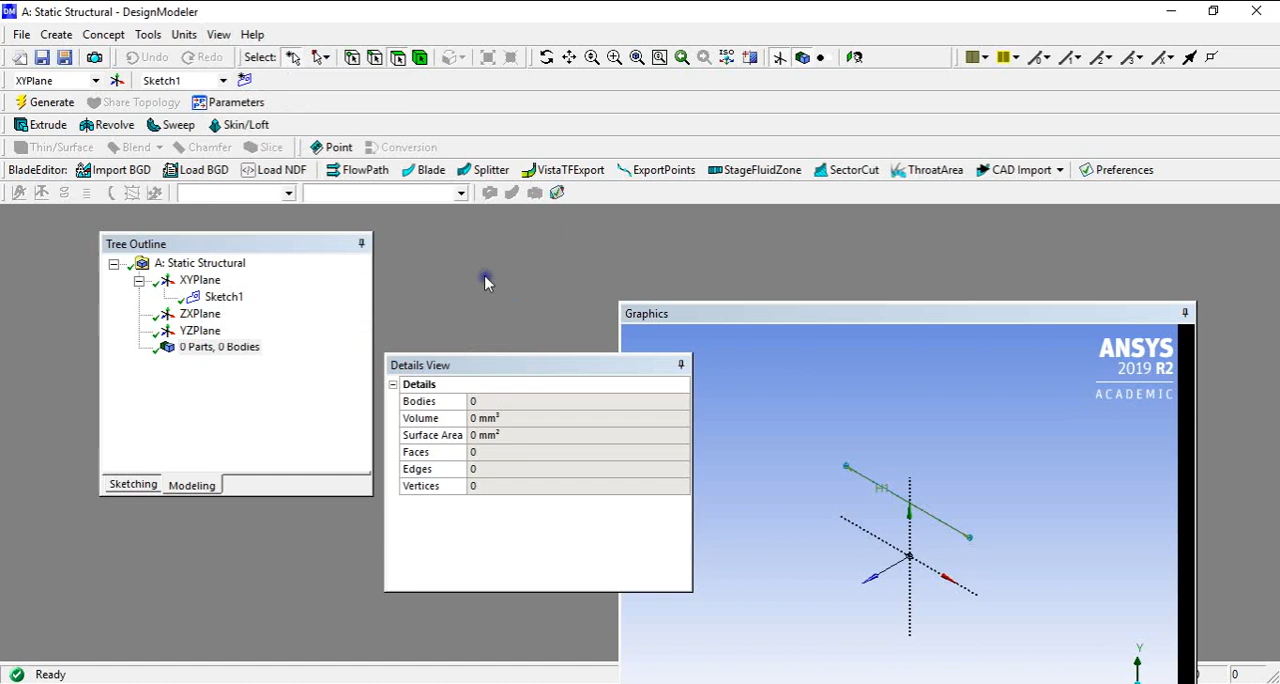 DM A: Static Structural - DesignModeler
File Create Concept Tools Units View Help
Undo Redo Select: ISO
XYPlane Sketch1
Generate Share Topology Parameters
Extrude Revolve Sweep Skin/Loft
Thin/Surface Blend Chamfer Slice Point Conversion
BladeEditor: Import BGD Load BGD Load NDF FlowPath Blade Splitter VistaTFExport ExportPoints StageFluidZone SectorCut ThroatArea CAD Import Preferences
Tree Outline
A: Static Structural
XYPlane
Sketch1
ZXPlane
YZPlane
0 Parts, 0 Bodies
Sketching Modeling
Details View
Details
Bodies 0
Volume 0 mm³
Surface Area 0 mm²
Faces 0
Edges 0
Vertices 0
Graphics
ANSYS
2019 R2
ACADEMIC
H1
Y
Ready 0